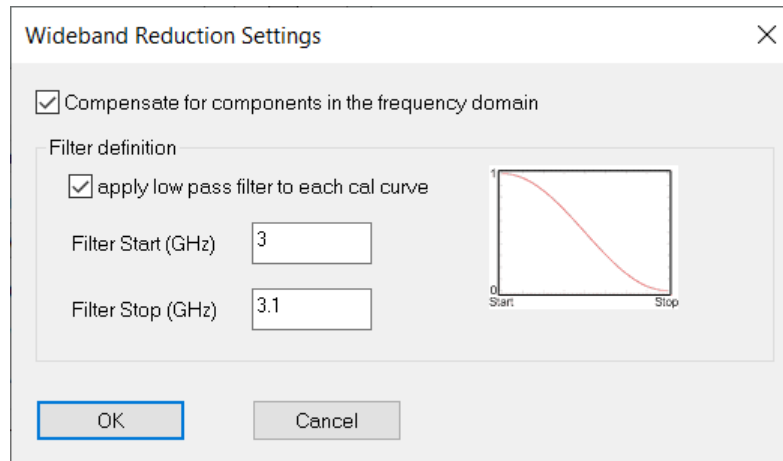 Wideband Reduction Settings
Compensate for components in the frequency domain
Filter definition
apply low pass filter to each cal curve
Filter Start (GHz) 3
Filter Stop (GHz) 3.1
1
0
Start Stop
OK Cancel